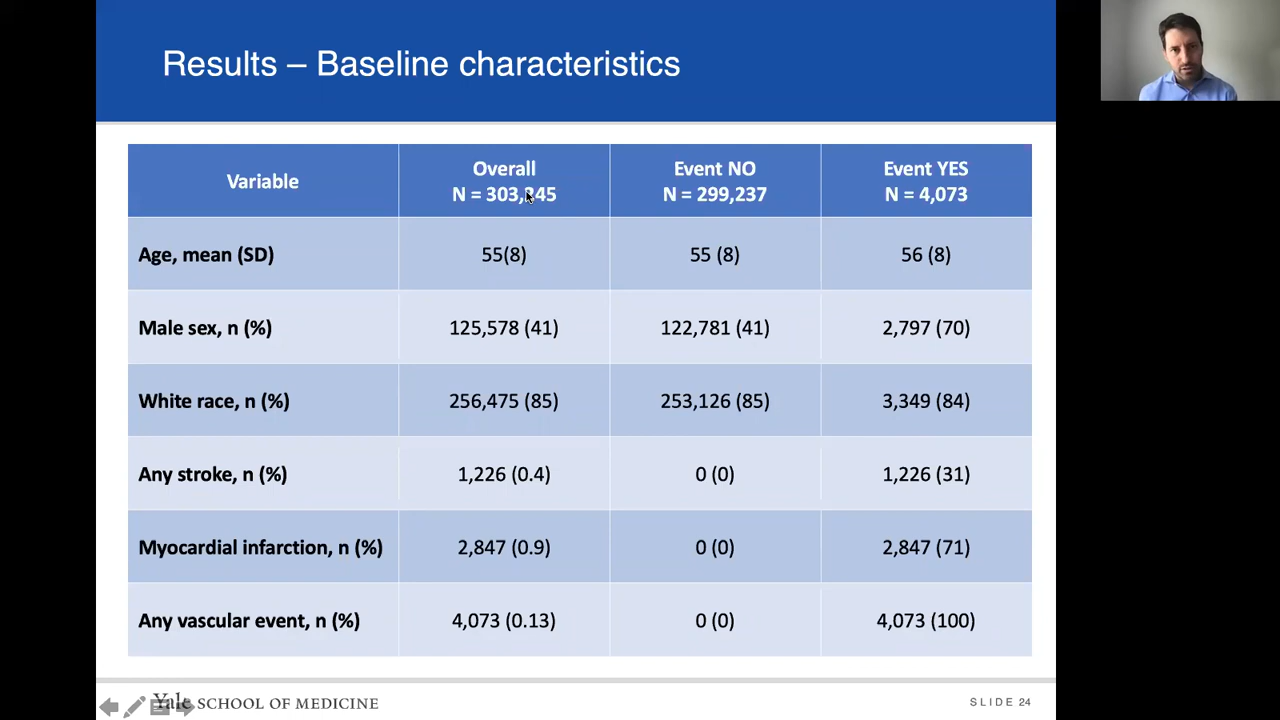 Results – Baseline characteristics
Variable
Overall
N = 303,245
Event NO
N = 299,237
Event YES
N = 4,073
Age, mean (SD)
55(8)
55 (8)
56 (8)
Male sex, n (%)
125,578 (41)
122,781 (41)
2,797 (70)
White race, n (%)
256,475 (85)
253,126 (85)
3,349 (84)
Any stroke, n (%)
1,226 (0.4)
0 (0)
1,226 (31)
Myocardial infarction, n (%)
2,847 (0.9)
0 (0)
2,847 (71)
Any vascular event, n (%)
4,073 (0.13)
0 (0)
4,073 (100)
Yale SCHOOL OF MEDICINE
SLIDE 24